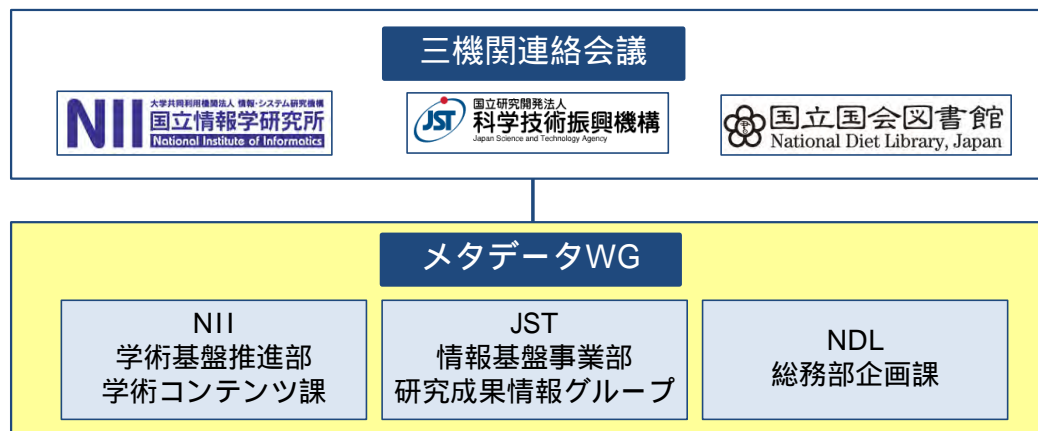 三機関連絡会議
NII
大学共同利用機関法人 情報・システム研究機構
国立情報学研究所
National Institute of Informatics
JST
国立研究開発法人
科学技術振興機構
Japan Science and Technology Agency
国立国会図書館
National Diet Library, Japan
メタデータWG
NII
学術基盤推進部
学術コンテンツ課
JST
情報基盤事業部
研究成果情報グループ
NDL
総務部企画課